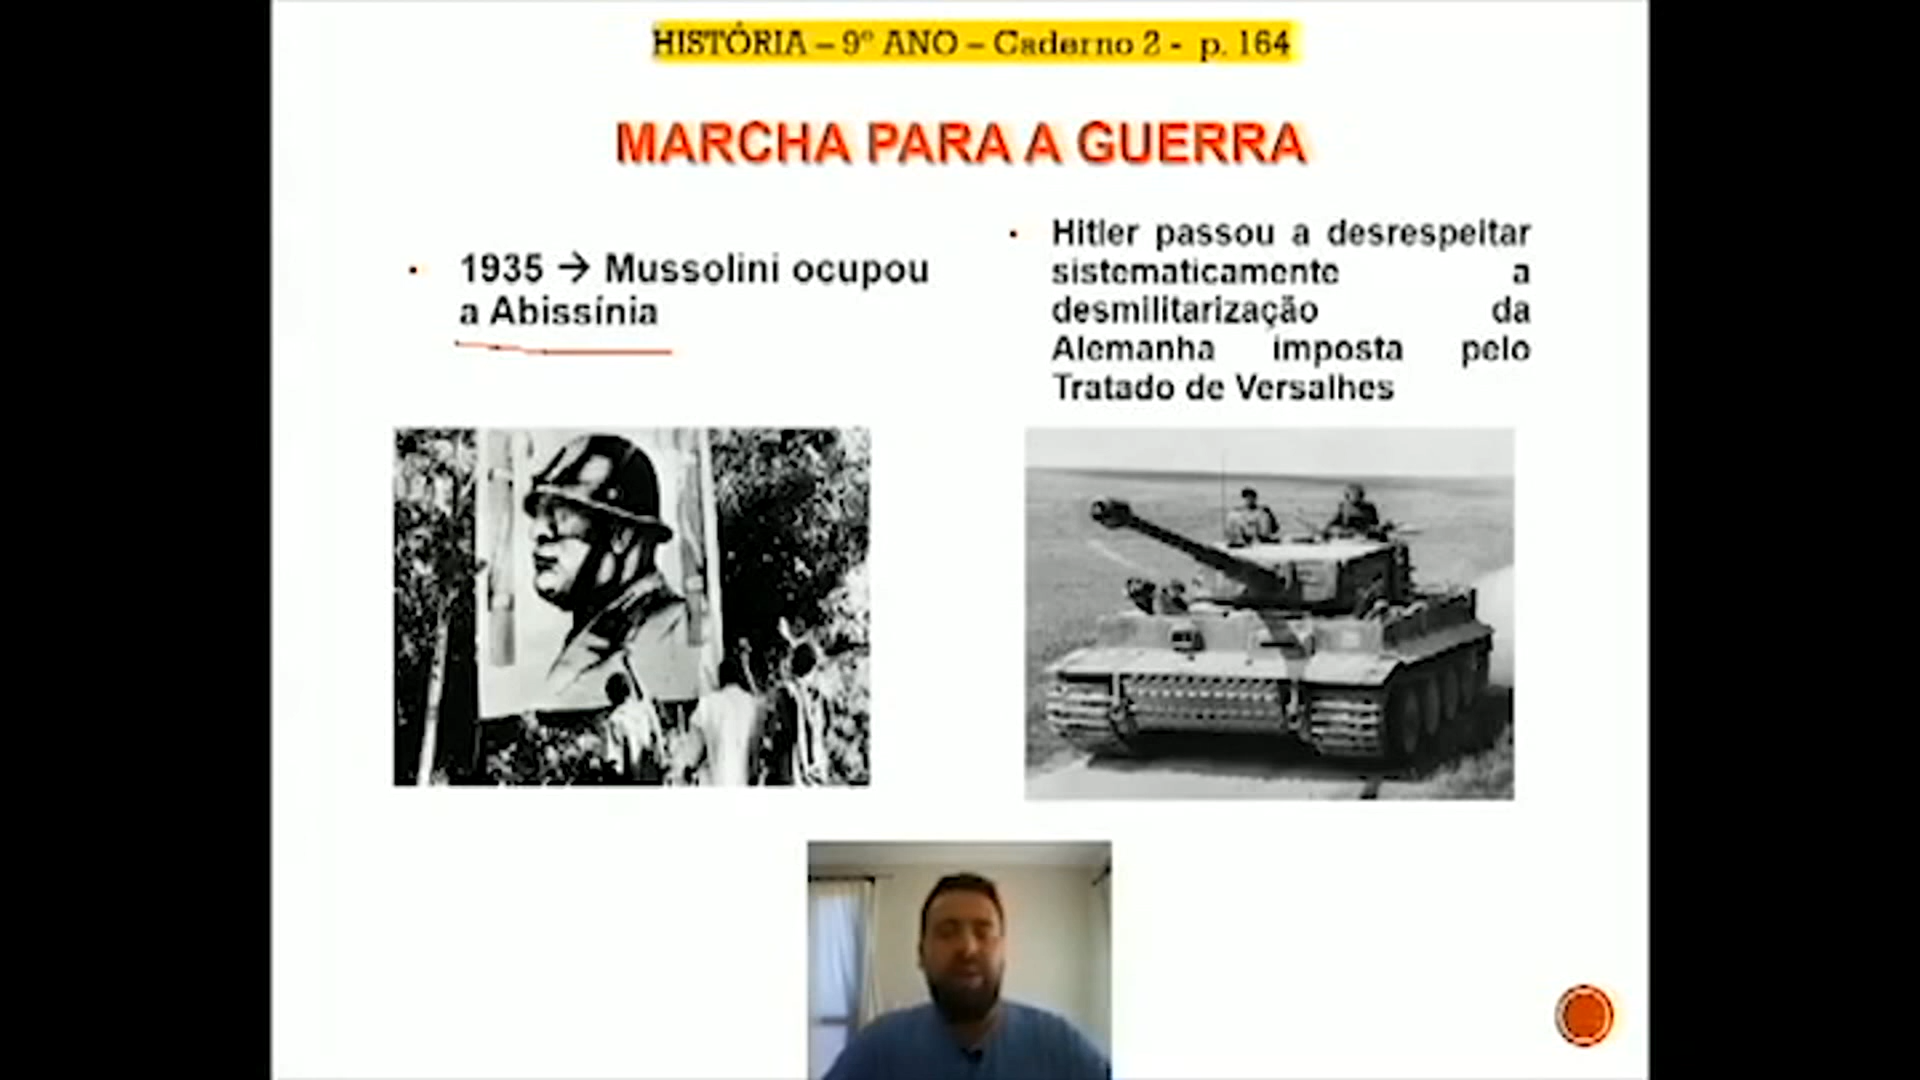 HISTÓRIA – 9º ANO – Caderno 2 - p. 164
MARCHA PARA A GUERRA
• 1935 → Mussolini ocupou
a Abissínia
• Hitler passou a desrespeitar
sistematicamente a
desmilitarização da
Alemanha imposta pelo
Tratado de Versalhes